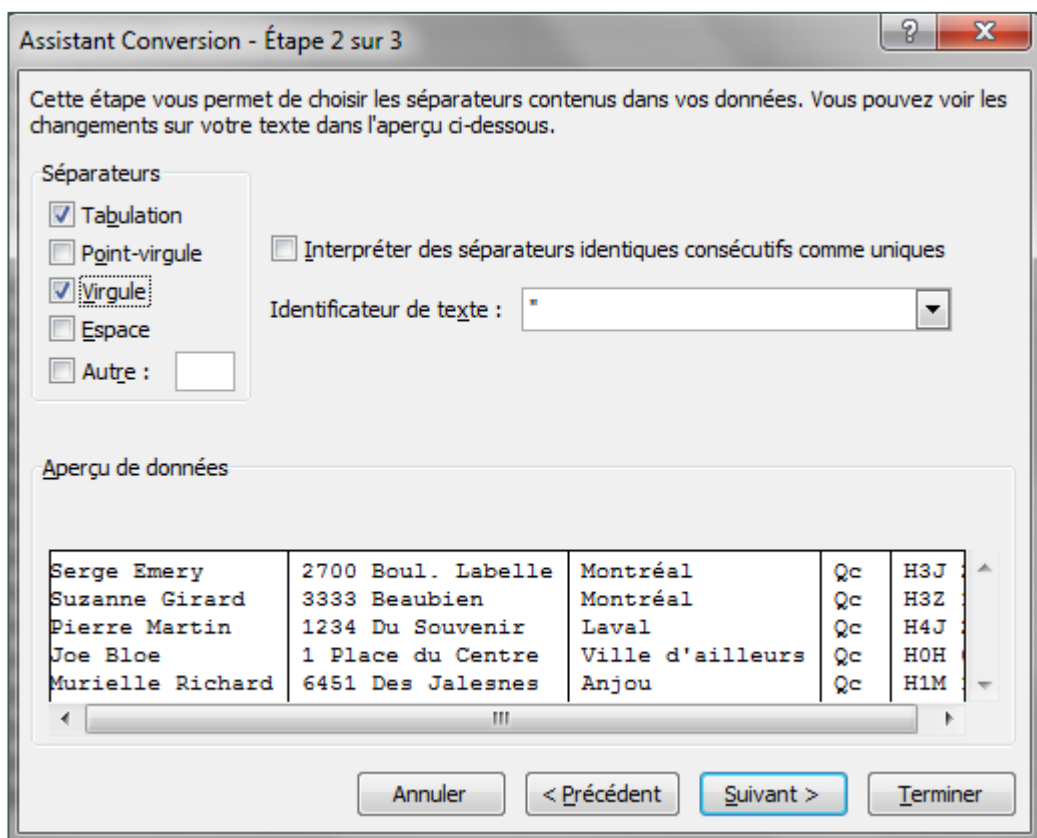 Assistant Conversion - Étape 2 sur 3
Cette étape vous permet de choisir les séparateurs contenus dans vos données. Vous pouvez voir les
changements sur votre texte dans l'aperçu ci-dessous.
Séparateurs
Tabulation
Point-virgule
Virgule
Espace
Autre :
Interpréter des séparateurs identiques consécutifs comme uniques
Identificateur de texte : "
Aperçu de données
Serge Emery 2700 Boul. Labelle Montréal Qc H3J
Suzanne Girard 3333 Beaubien Montréal Qc H3Z
Pierre Martin 1234 Du Souvenir Laval Qc H4J
Joe Bloe 1 Place du Centre Ville d'ailleurs Qc H0H
Murielle Richard 6451 Des Jalesnes Anjou Qc H1M
Annuler < Précédent Suivant > Terminer